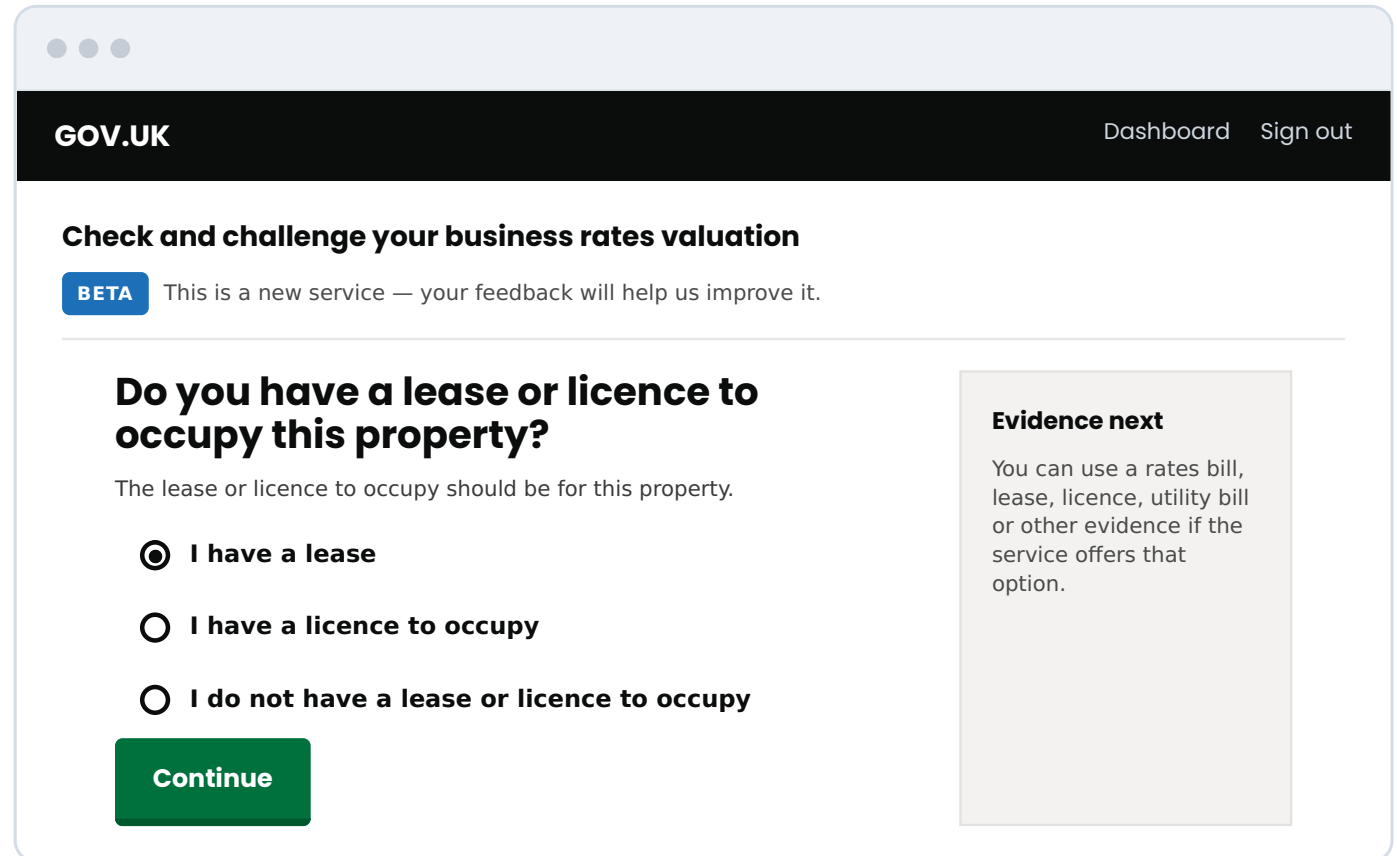 GOV.UK
Dashboard
Sign out
Check and challenge your business rates valuation
BETA
This is a new service — your feedback will help us improve it.
Do you have a lease or licence to
occupy this property?
The lease or licence to occupy should be for this property.
I have a lease
I have a licence to occupy
I do not have a lease or licence to occupy
Continue
Evidence next
You can use a rates bill,
lease, licence, utility bill
or other evidence if the
service offers that
option.